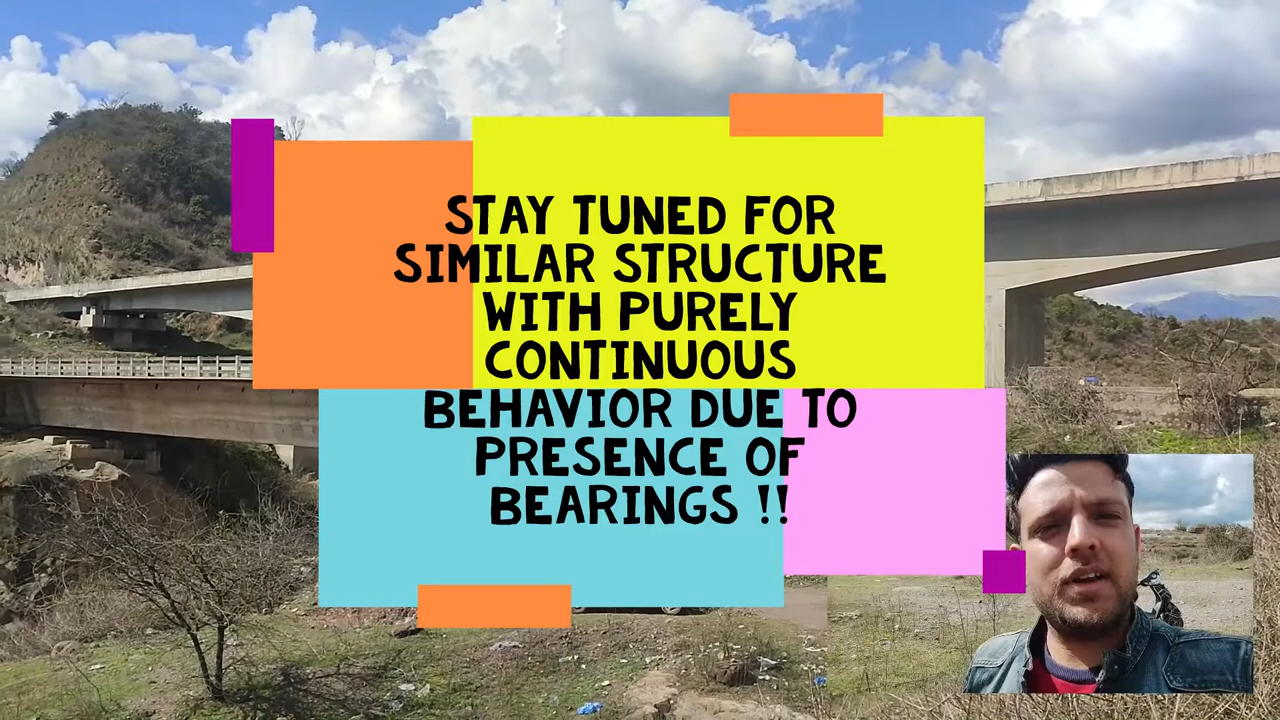 STAY TUNED FOR
SIMILAR STRUCTURE
WITH PURELY
CONTINUOUS
BEHAVIOR DUE TO
PRESENCE OF
BEARINGS !!